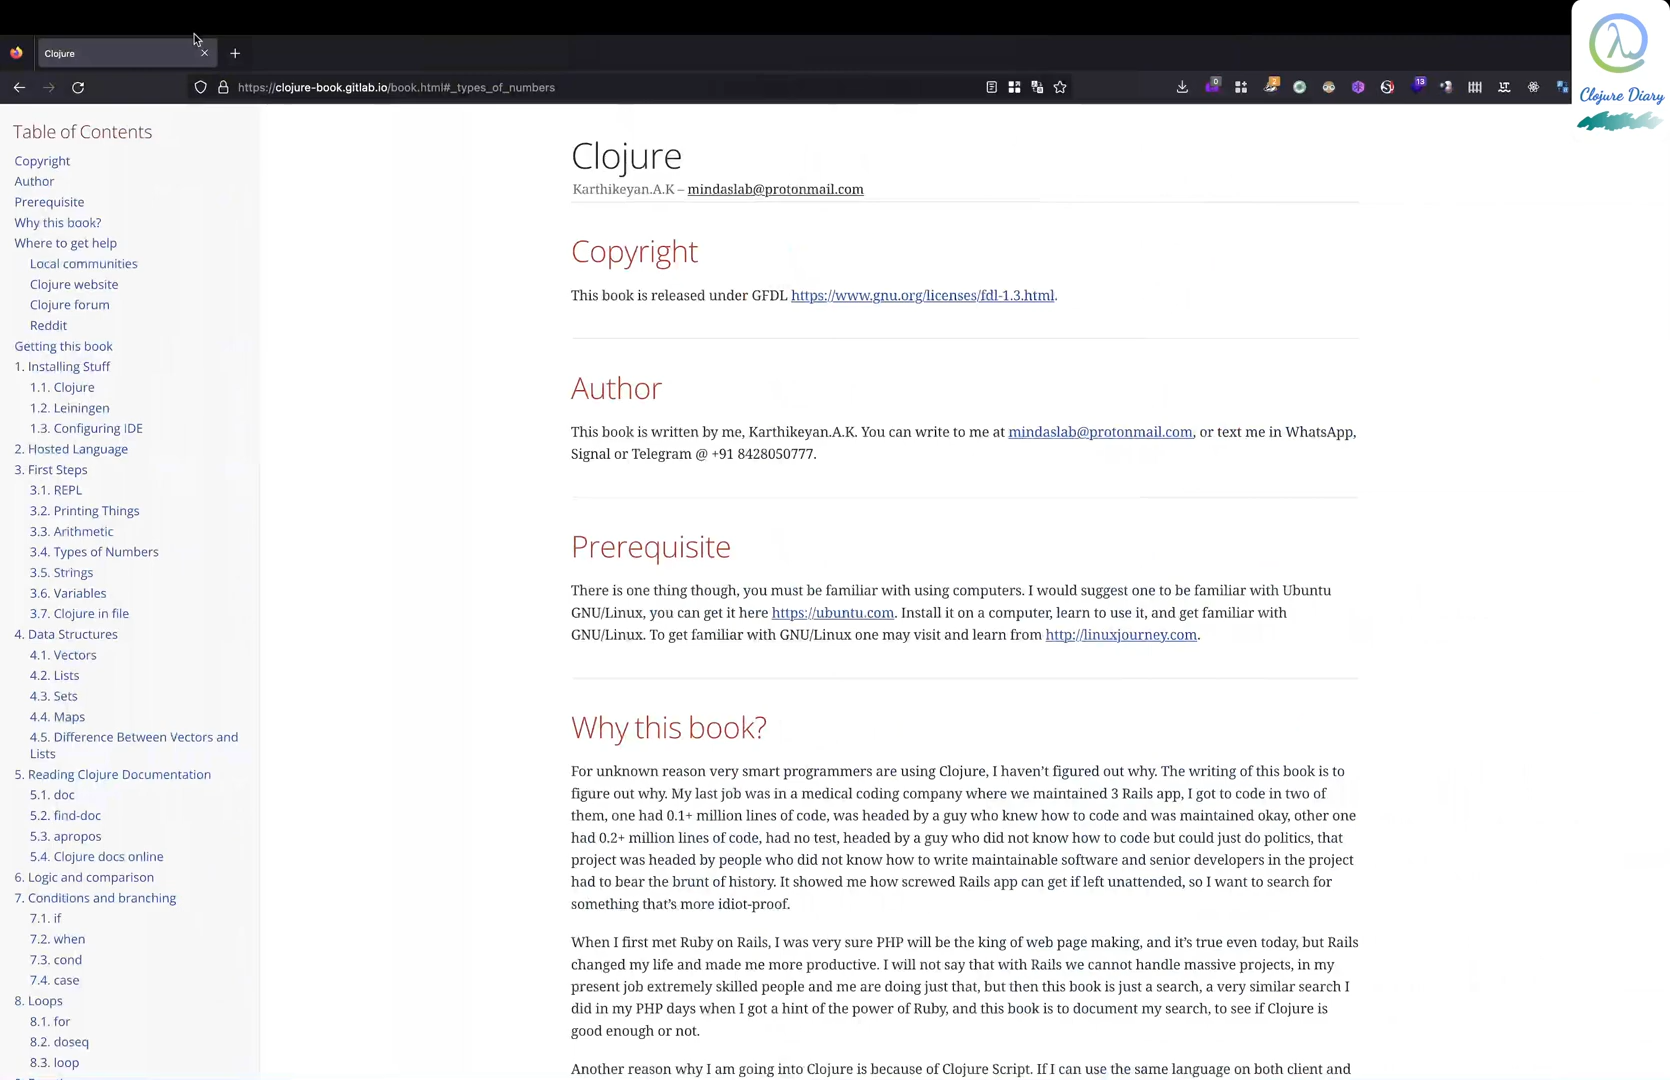 Clojure
https://clojure-book.gitlab.io/book.html#_types_of_numbers
0
2
13
Clojure Diary
Table of Contents
Copyright
Author
Prerequisite
Why this book?
Where to get help
Local communities
Clojure website
Clojure forum
Reddit
Getting this book
1. Installing Stuff
1.1. Clojure
1.2. Leiningen
1.3. Configuring IDE
2. Hosted Language
3. First Steps
3.1. REPL
3.2. Printing Things
3.3. Arithmetic
3.4. Types of Numbers
3.5. Strings
3.6. Variables
3.7. Clojure in file
4. Data Structures
4.1. Vectors
4.2. Lists
4.3. Sets
4.4. Maps
4.5. Difference Between Vectors and
Lists
5. Reading Clojure Documentation
5.1. doc
5.2. find-doc
5.3. apropos
5.4. Clojure docs online
6. Logic and comparison
7. Conditions and branching
7.1. if
7.2. when
7.3. cond
7.4. case
8. Loops
8.1. for
8.2. doseq
8.3. loop
Clojure
Karthikeyan.A.K – mindaslab@protonmail.com
Copyright
This book is released under GFDL https://www.gnu.org/licenses/fdl-1.3.html.
Author
This book is written by me, Karthikeyan.A.K. You can write to me at mindaslab@protonmail.com, or text me in WhatsApp,
Signal or Telegram @ +91 8428050777.
Prerequisite
There is one thing though, you must be familiar with using computers. I would suggest one to be familiar with Ubuntu
GNU/Linux, you can get it here https://ubuntu.com. Install it on a computer, learn to use it, and get familiar with
GNU/Linux. To get familiar with GNU/Linux one may visit and learn from http://linuxjourney.com.
Why this book?
For unknown reason very smart programmers are using Clojure, I haven't figured out why. The writing of this book is to
figure out why. My last job was in a medical coding company where we maintained 3 Rails app, I got to code in two of
them, one had 0.1+ million lines of code, was headed by a guy who knew how to code and was maintained okay, other one
had 0.2+ million lines of code, had no test, headed by a guy who did not know how to code but could just do politics, that
project was headed by people who did not know how to write maintainable software and senior developers in the project
had to bear the brunt of history. It showed me how screwed Rails app can get if left unattended, so I want to search for
something that's more idiot-proof.
When I first met Ruby on Rails, I was very sure PHP will be the king of web page making, and it's true even today, but Rails
changed my life and made me more productive. I will not say that with Rails we cannot handle massive projects, in my
present job extremely skilled people and me are doing just that, but then this book is just a search, a very similar search I
did in my PHP days when I got a hint of the power of Ruby, and this book is to document my search, to see if Clojure is
good enough or not.
Another reason why I am going into Clojure is because of Clojure Script. If I can use the same language on both client and